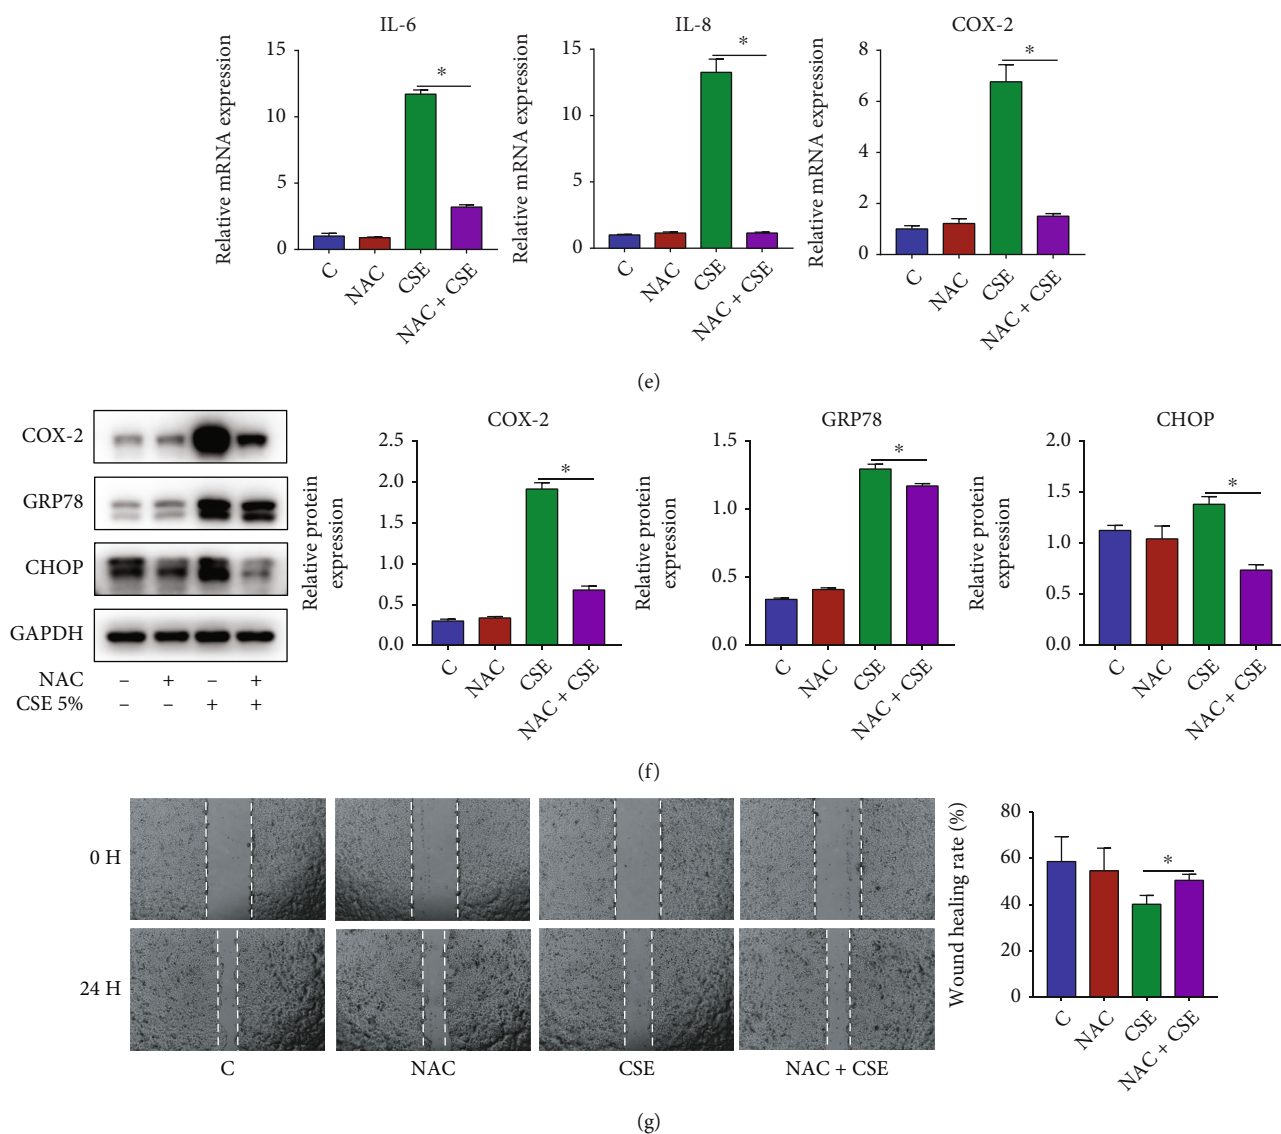 IL-6
Relative mRNA expression
15
10
5
0
*
C
NAC
CSE
NAC + CSE
IL-8
Relative mRNA expression
15
10
5
0
*
C
NAC
CSE
NAC + CSE
COX-2
Relative mRNA expression
8
6
4
2
0
*
C
NAC
CSE
NAC + CSE
(e)
COX-2
GRP78
CHOP
GAPDH
NAC – + – +
CSE 5% – – + +
COX-2
Relative protein
expression
2.5
2.0
1.5
1.0
0.5
0.0
*
C
NAC
CSE
NAC + CSE
GRP78
Relative protein
expression
1.5
1.0
0.5
0.0
*
C
NAC
CSE
NAC + CSE
CHOP
Relative protein
expression
2.0
1.5
1.0
0.5
0.0
*
C
NAC
CSE
NAC + CSE
(f)
0 H
24 H
C
NAC
CSE
NAC + CSE
Wound healing rate (%)
80
60
40
20
0
*
C
NAC
CSE
NAC + CSE
(g)